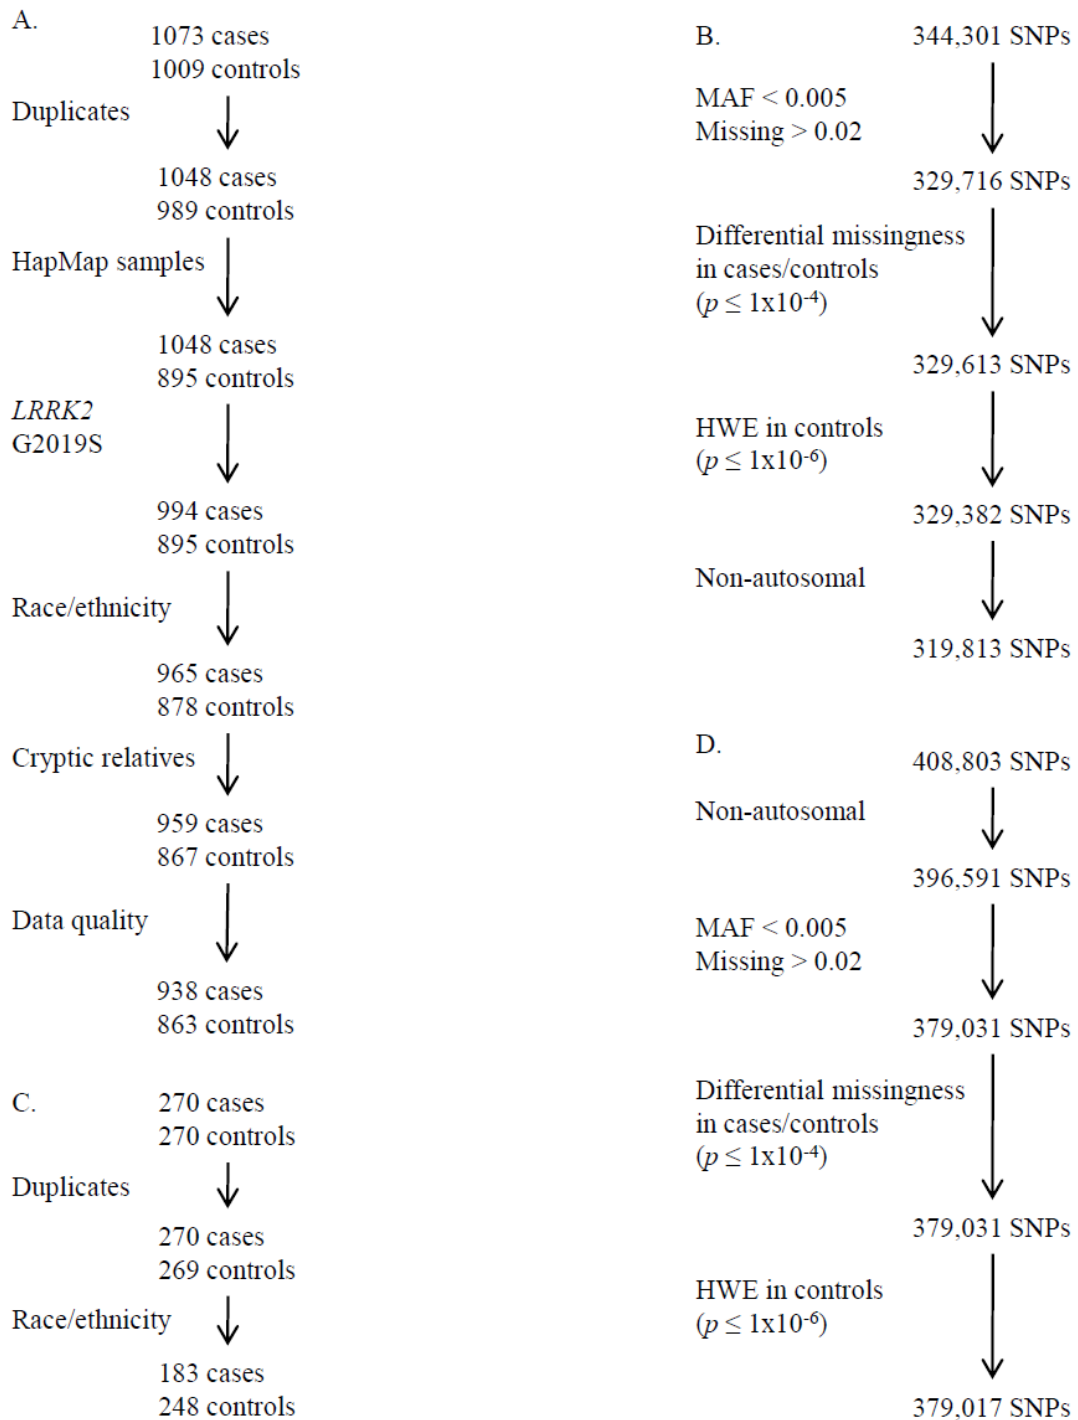 A.
1073 cases
1009 controls
Duplicates
1048 cases
989 controls
HapMap samples
1048 cases
895 controls
LRRK2
G2019S
994 cases
895 controls
Race/ethnicity
965 cases
878 controls
Cryptic relatives
959 cases
867 controls
Data quality
938 cases
863 controls
B.
344,301 SNPs
MAF < 0.005
Missing > 0.02
329,716 SNPs
Differential missingness
in cases/controls
(p ≤ 1x10⁻⁴)
329,613 SNPs
HWE in controls
(p ≤ 1x10⁻⁶)
329,382 SNPs
Non-autosomal
319,813 SNPs
C.
270 cases
270 controls
Duplicates
270 cases
269 controls
Race/ethnicity
183 cases
248 controls
D.
408,803 SNPs
Non-autosomal
396,591 SNPs
MAF < 0.005
Missing > 0.02
379,031 SNPs
Differential missingness
in cases/controls
(p ≤ 1x10⁻⁴)
379,031 SNPs
HWE in controls
(p ≤ 1x10⁻⁶)
379,017 SNPs